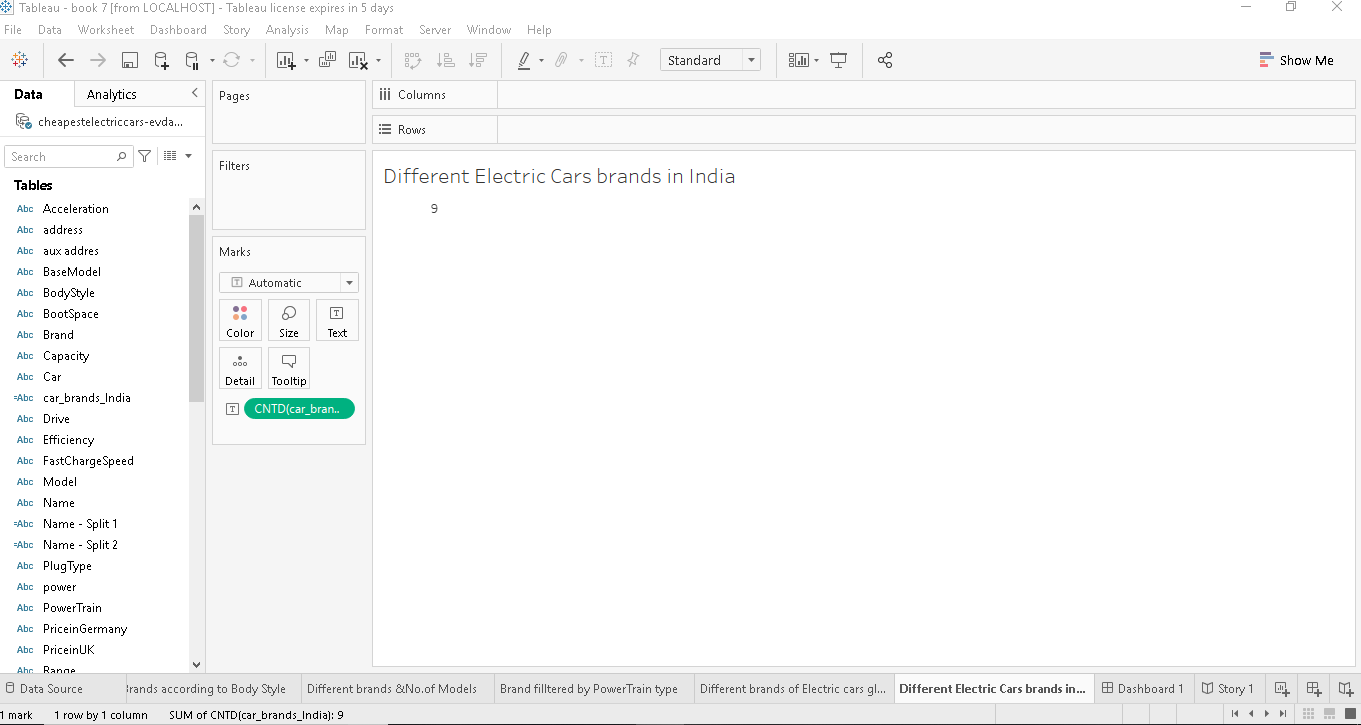 Tableau - book 7 [from LOCALHOST] - Tableau license expires in 5 days
File Data Worksheet Dashboard Story Analysis Map Format Server Window Help
Standard
Show Me
Data Analytics
cheapestelectriccars-evda...
Search
Tables
Abc Acceleration
Abc address
Abc aux addres
Abc BaseModel
Abc BodyStyle
Abc BootSpace
Abc Brand
Abc Capacity
Abc Car
=Abc car_brands_India
Abc Drive
Abc Efficiency
Abc FastChargeSpeed
Abc Model
Abc Name
=Abc Name - Split 1
=Abc Name - Split 2
Abc PlugType
Abc power
Abc PowerTrain
Abc PriceinGermany
Abc PriceinUK
Abc Range
Pages
Filters
Marks
Automatic
Color Size Text
Detail Tooltip
CNTD(car_bran..
Columns
Rows
Different Electric Cars brands in India
9
Data Source Brands according to Body Style Different brands &No.of Models Brand filltered by PowerTrain type Different brands of Electric cars gl... Different Electric Cars brands in... Dashboard 1 Story 1
1 mark 1 row by 1 column SUM of CNTD(car_brands_India): 9